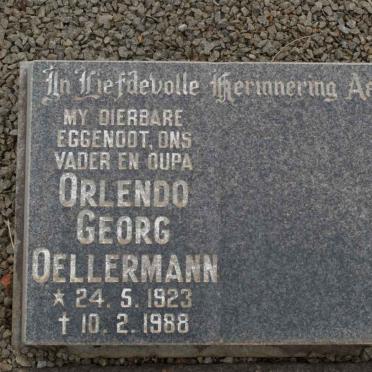 In Liefdevolle Herinnering Aa
MY DIERBARE
EGGENOOT, ONS
VADER EN OUPA
ORLENDO
GEORG
OELLERMANN
* 24. 5. 1923
† 10. 2. 1988